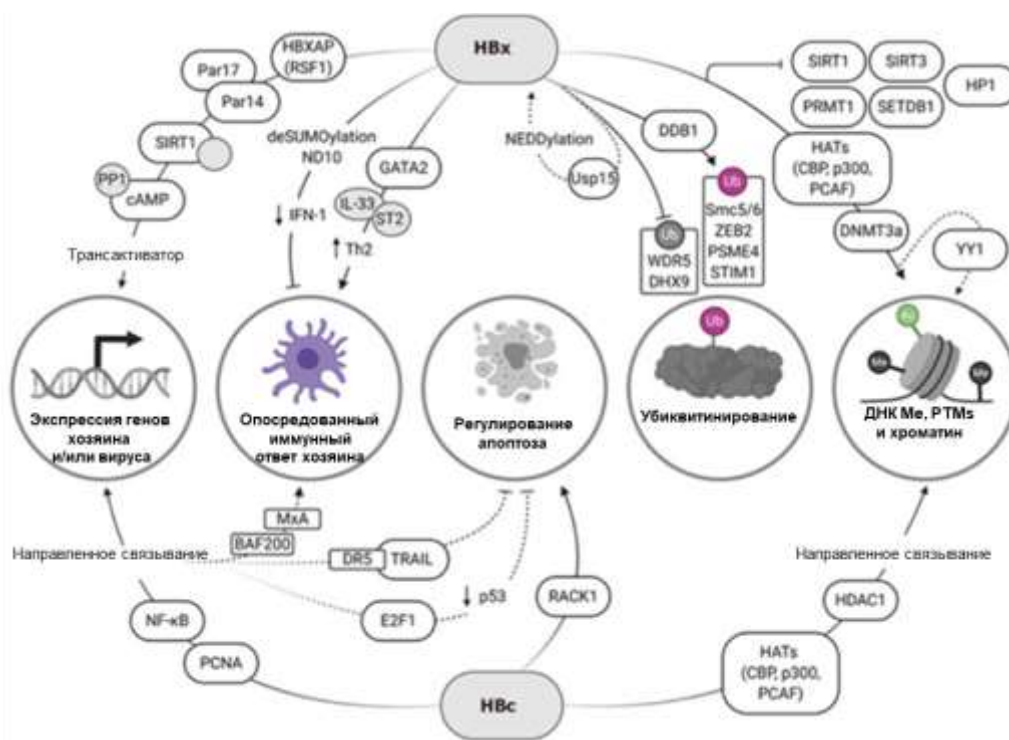 HBx
HBXAP
(RSF1)
Par17
Par14
SIRT1
PP1
cAMP
Трансактиватор
deSUMOylation
ND10
IFN-1
GATA2
IL-33
ST2
Th2
NEDDylation
Usp15
DDB1
Ub
WDR5
DHX9
Ub
Smc5/6
ZEB2
PSME4
STIM1
SIRT1
SIRT3
HP1
PRMT1
SETDB1
HATs
(CBP, p300,
PCAF)
DNMT3a
YY1
Экспрессия генов
хозяина
и/или вируса
Опосредованный
иммунный
ответ хозяина
Регулирование
апоптоза
Ub
Убиквитинирование
Me
Me
ДНК Me, PTMs
и хроматин
Направленное связывание
MxA
BAF200
DR5
TRAIL
E2F1
p53
RACK1
NF-κB
PCNA
HBc
Направленное связывание
HDAC1
HATs
(CBP, p300,
PCAF)